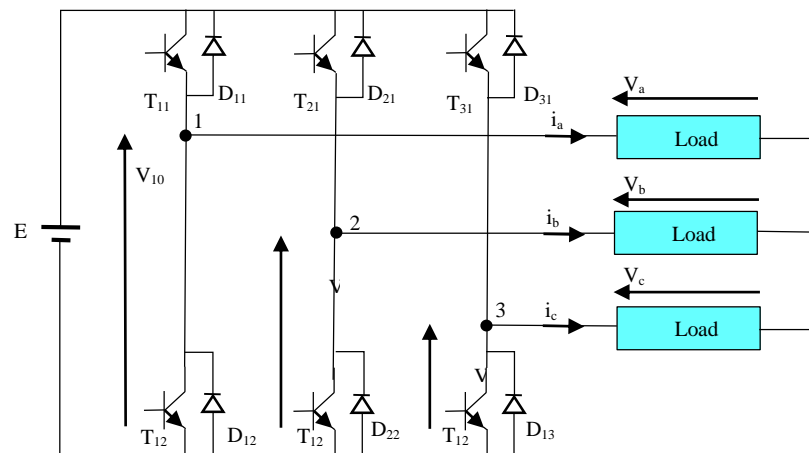 T11 D11 T21 D21 T31 D31
Va
1 ia Load
V10
Vb
E 2 ib Load
V
Vc
3 ic Load
V
T12 D12 T12 D22 T12 D13